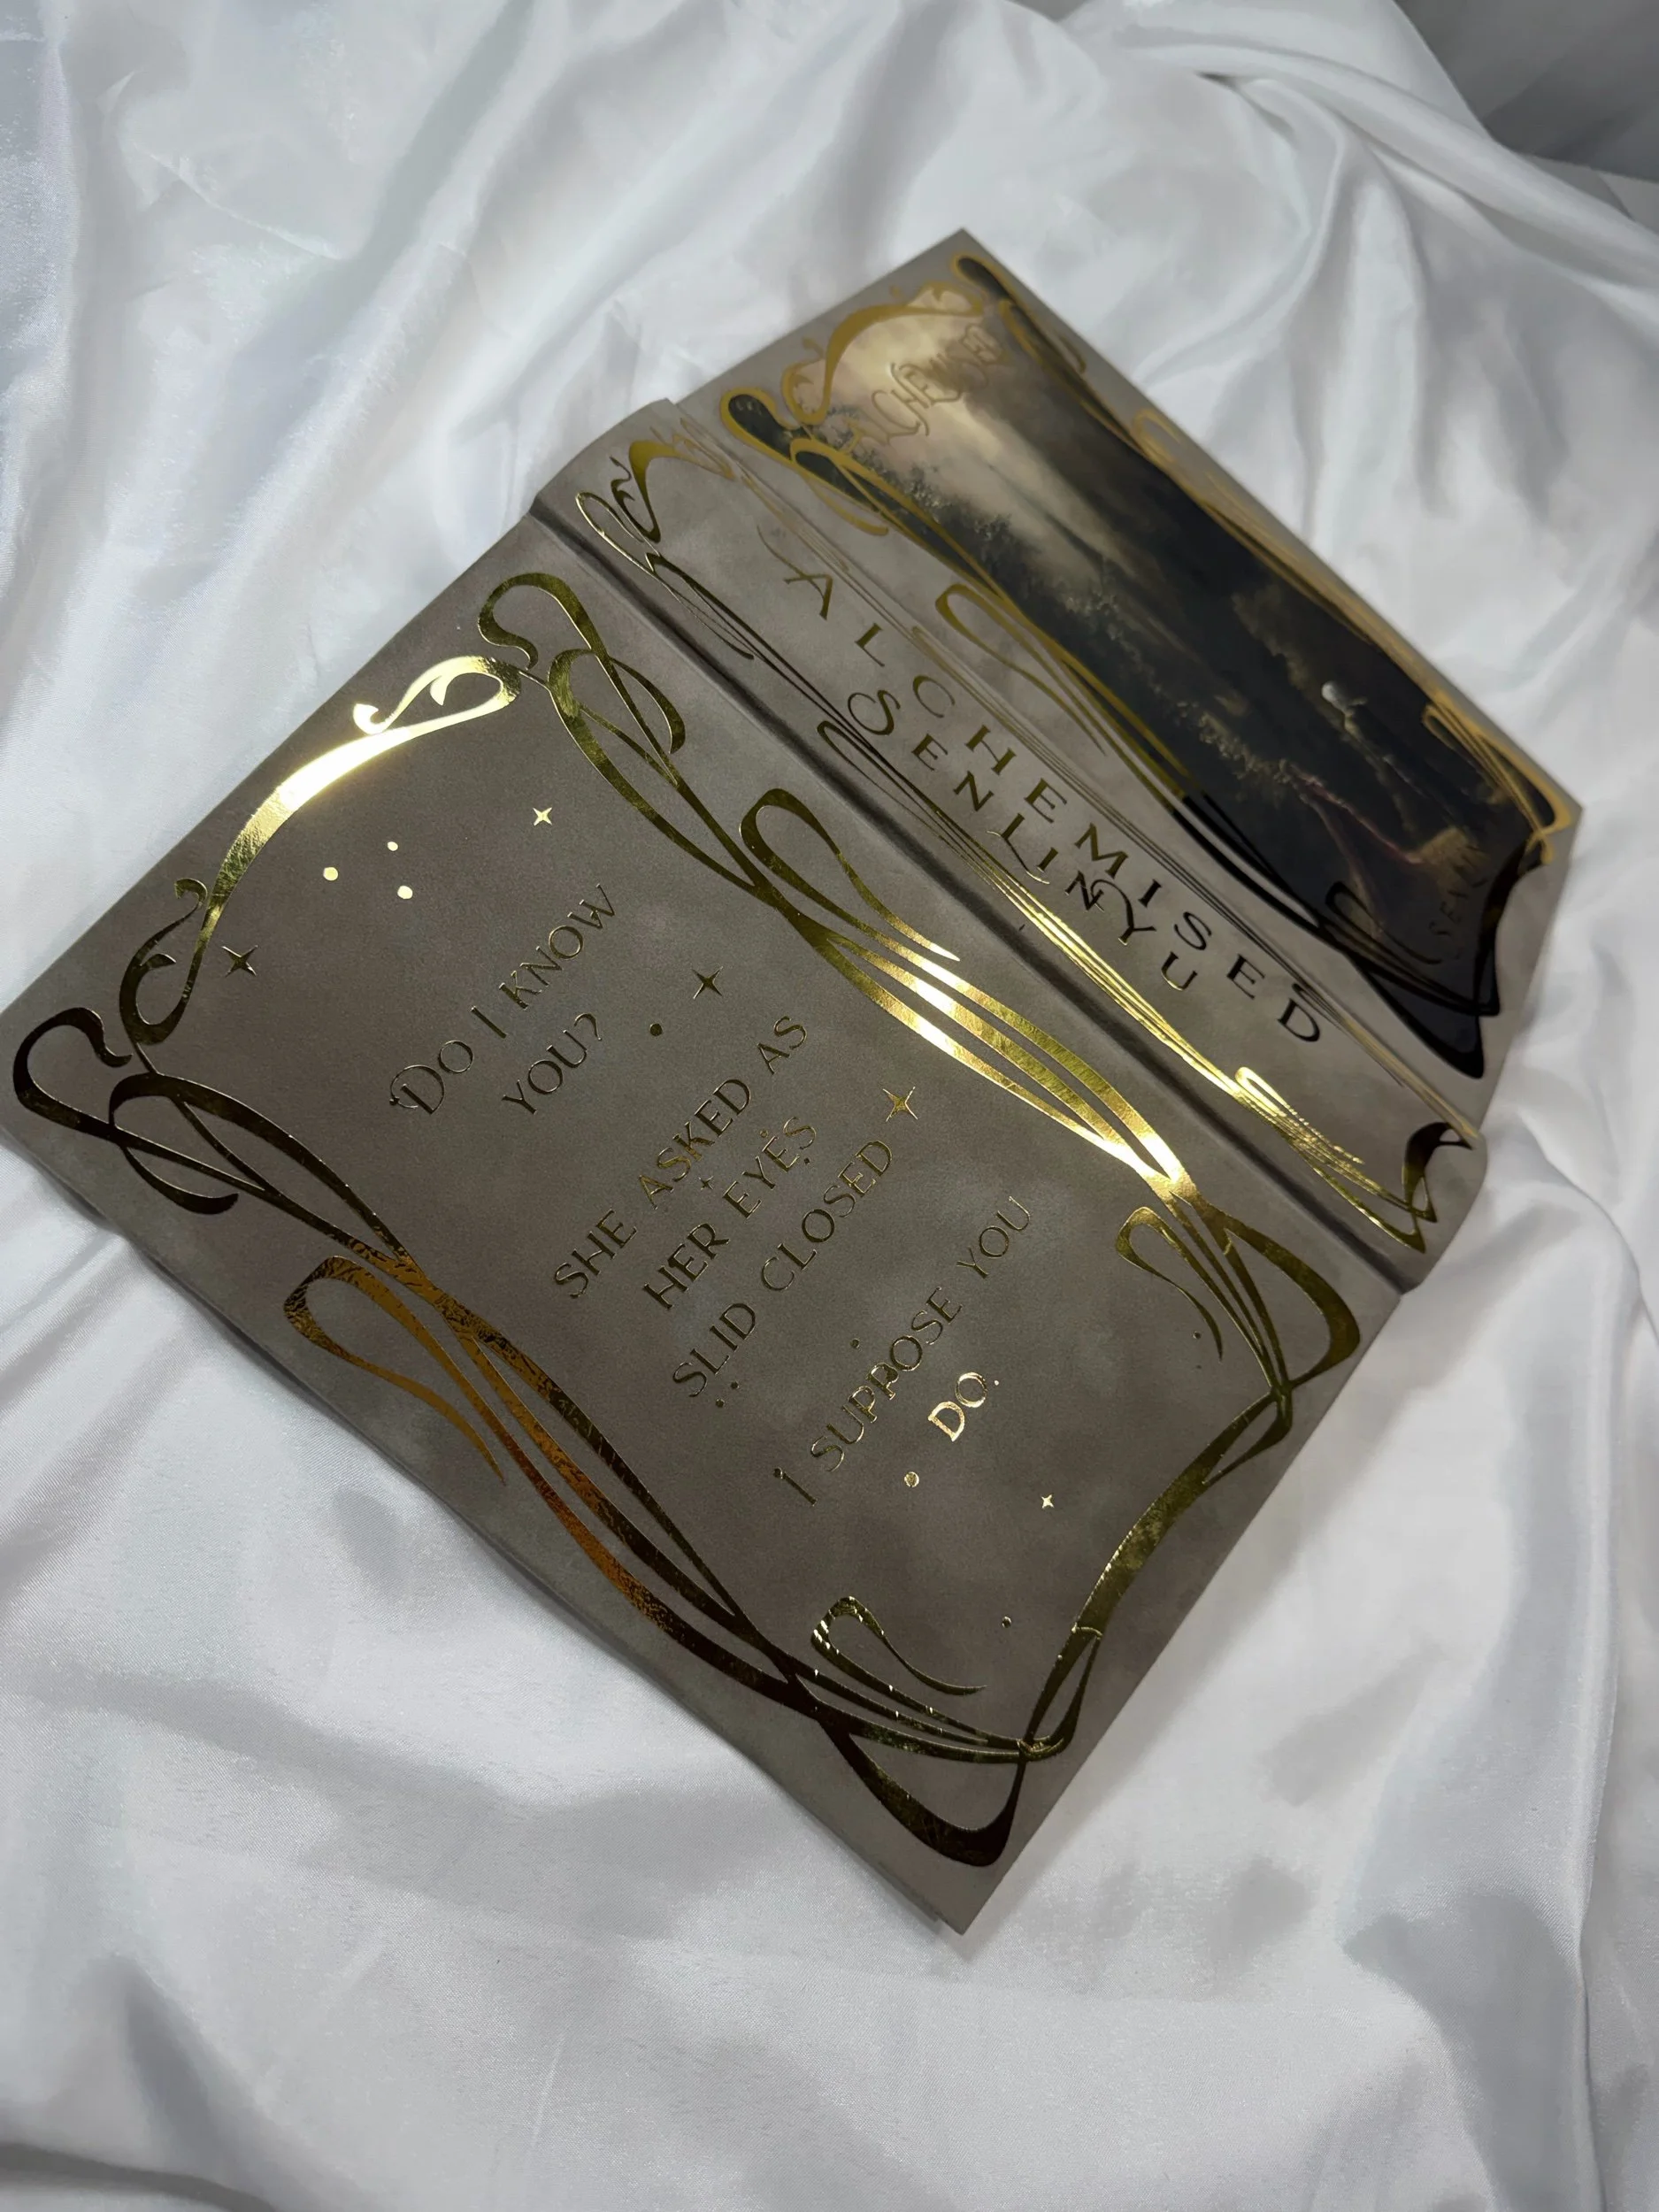 DO I KNOW
YOU?
SHE ASKED AS
HER EYES
SLID CLOSED
I SUPPOSE YOU
DO.
ALCHEMISED
SENLINYU
ALCHEMISED